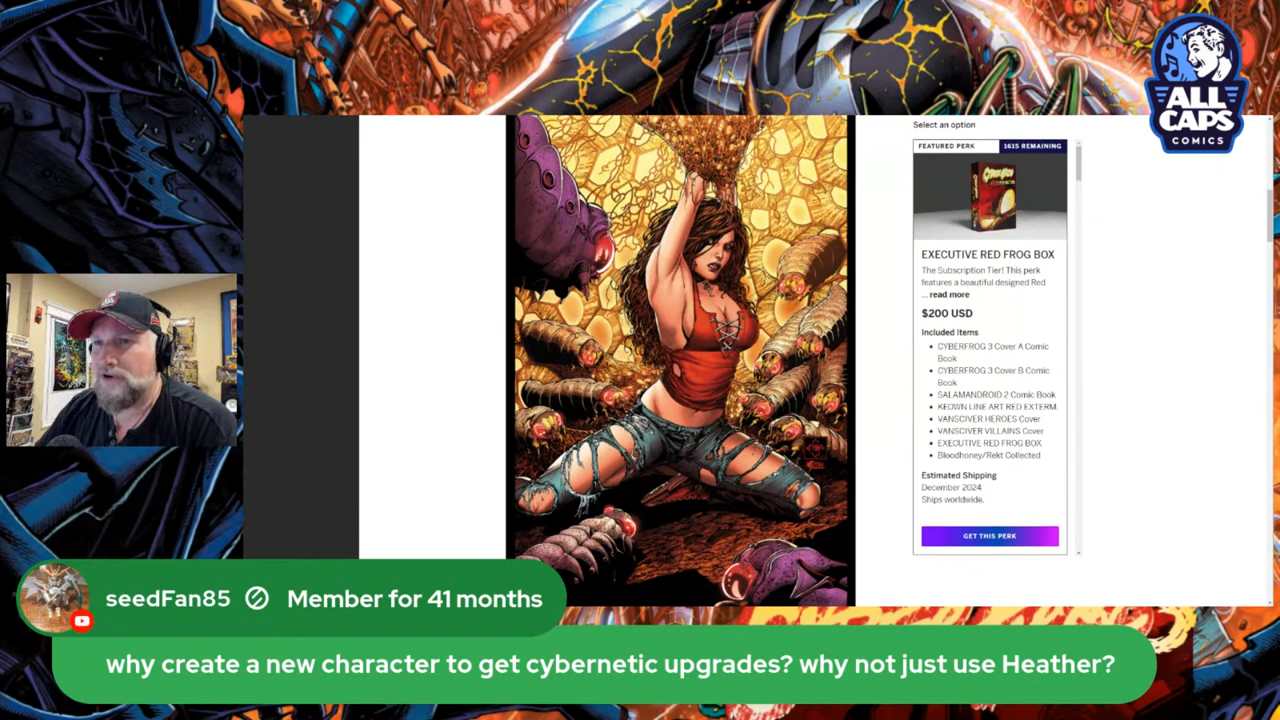 ALL
CAPS
COMICS
Select an option
FEATURED PERK
1615 REMAINING
EXECUTIVE RED FROG BOX
The Subscription Tier! This perk
features a beautiful designed Red
... read more
$200 USD
Included Items
CYBERFROG 3 Cover A Comic
Book
CYBERFROG 3 Cover B Comic
Book
SALAMANDROID 2 Comic Book
KEOWN LINE ART RED EXTERM.
VANSCIVER HEROES Cover
VANSCIVER VILLAINS Cover
EXECUTIVE RED FROG BOX
Bloodhoney/Rekt Collected
Estimated Shipping
December 2024
Ships worldwide.
GET THIS PERK
seedFan85 Member for 41 months
why create a new character to get cybernetic upgrades? why not just use Heather?